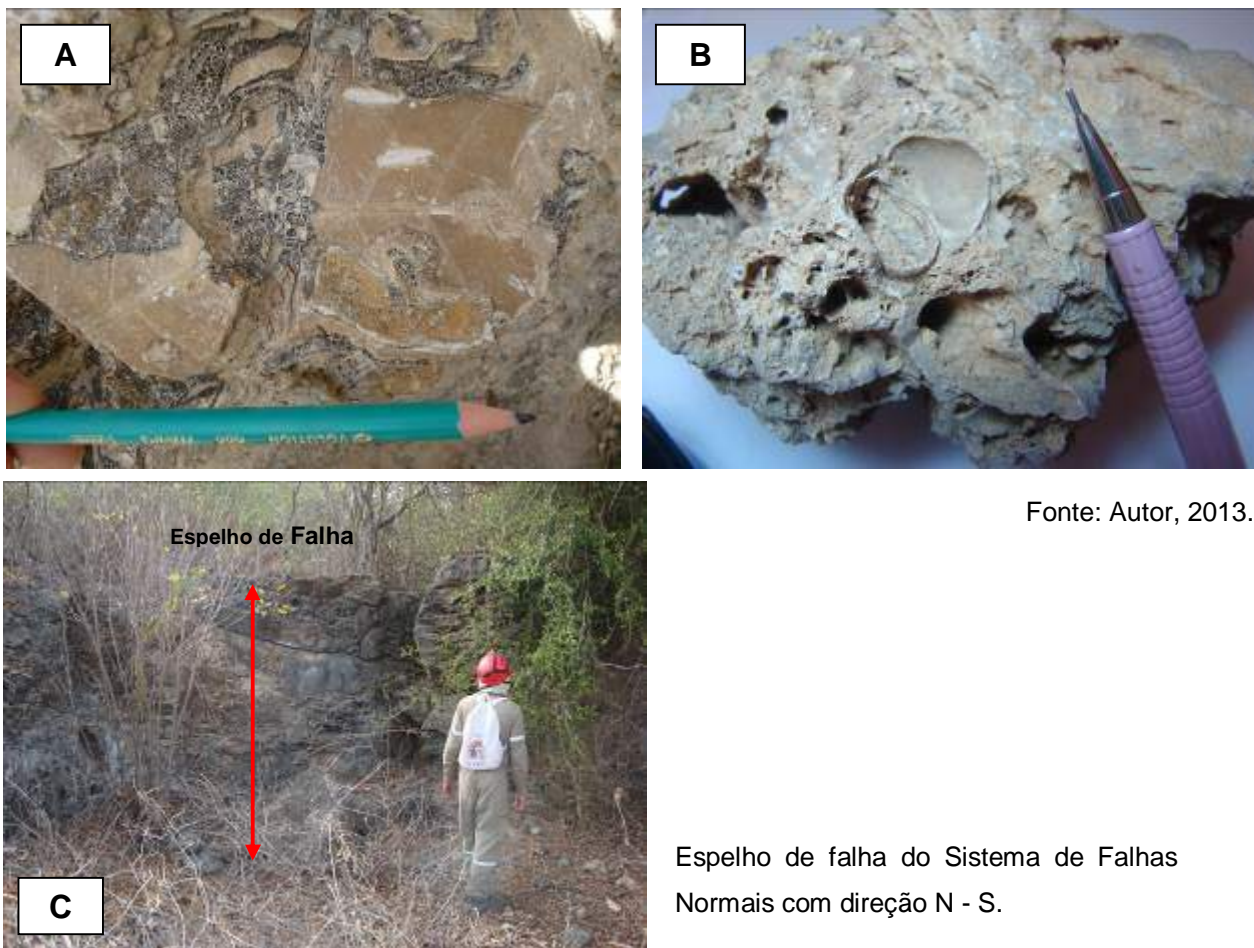 A
B
Espelho de Falha
Fonte: Autor, 2013.
Espelho de falha do Sistema de Falhas
Normais com direção N - S.
C